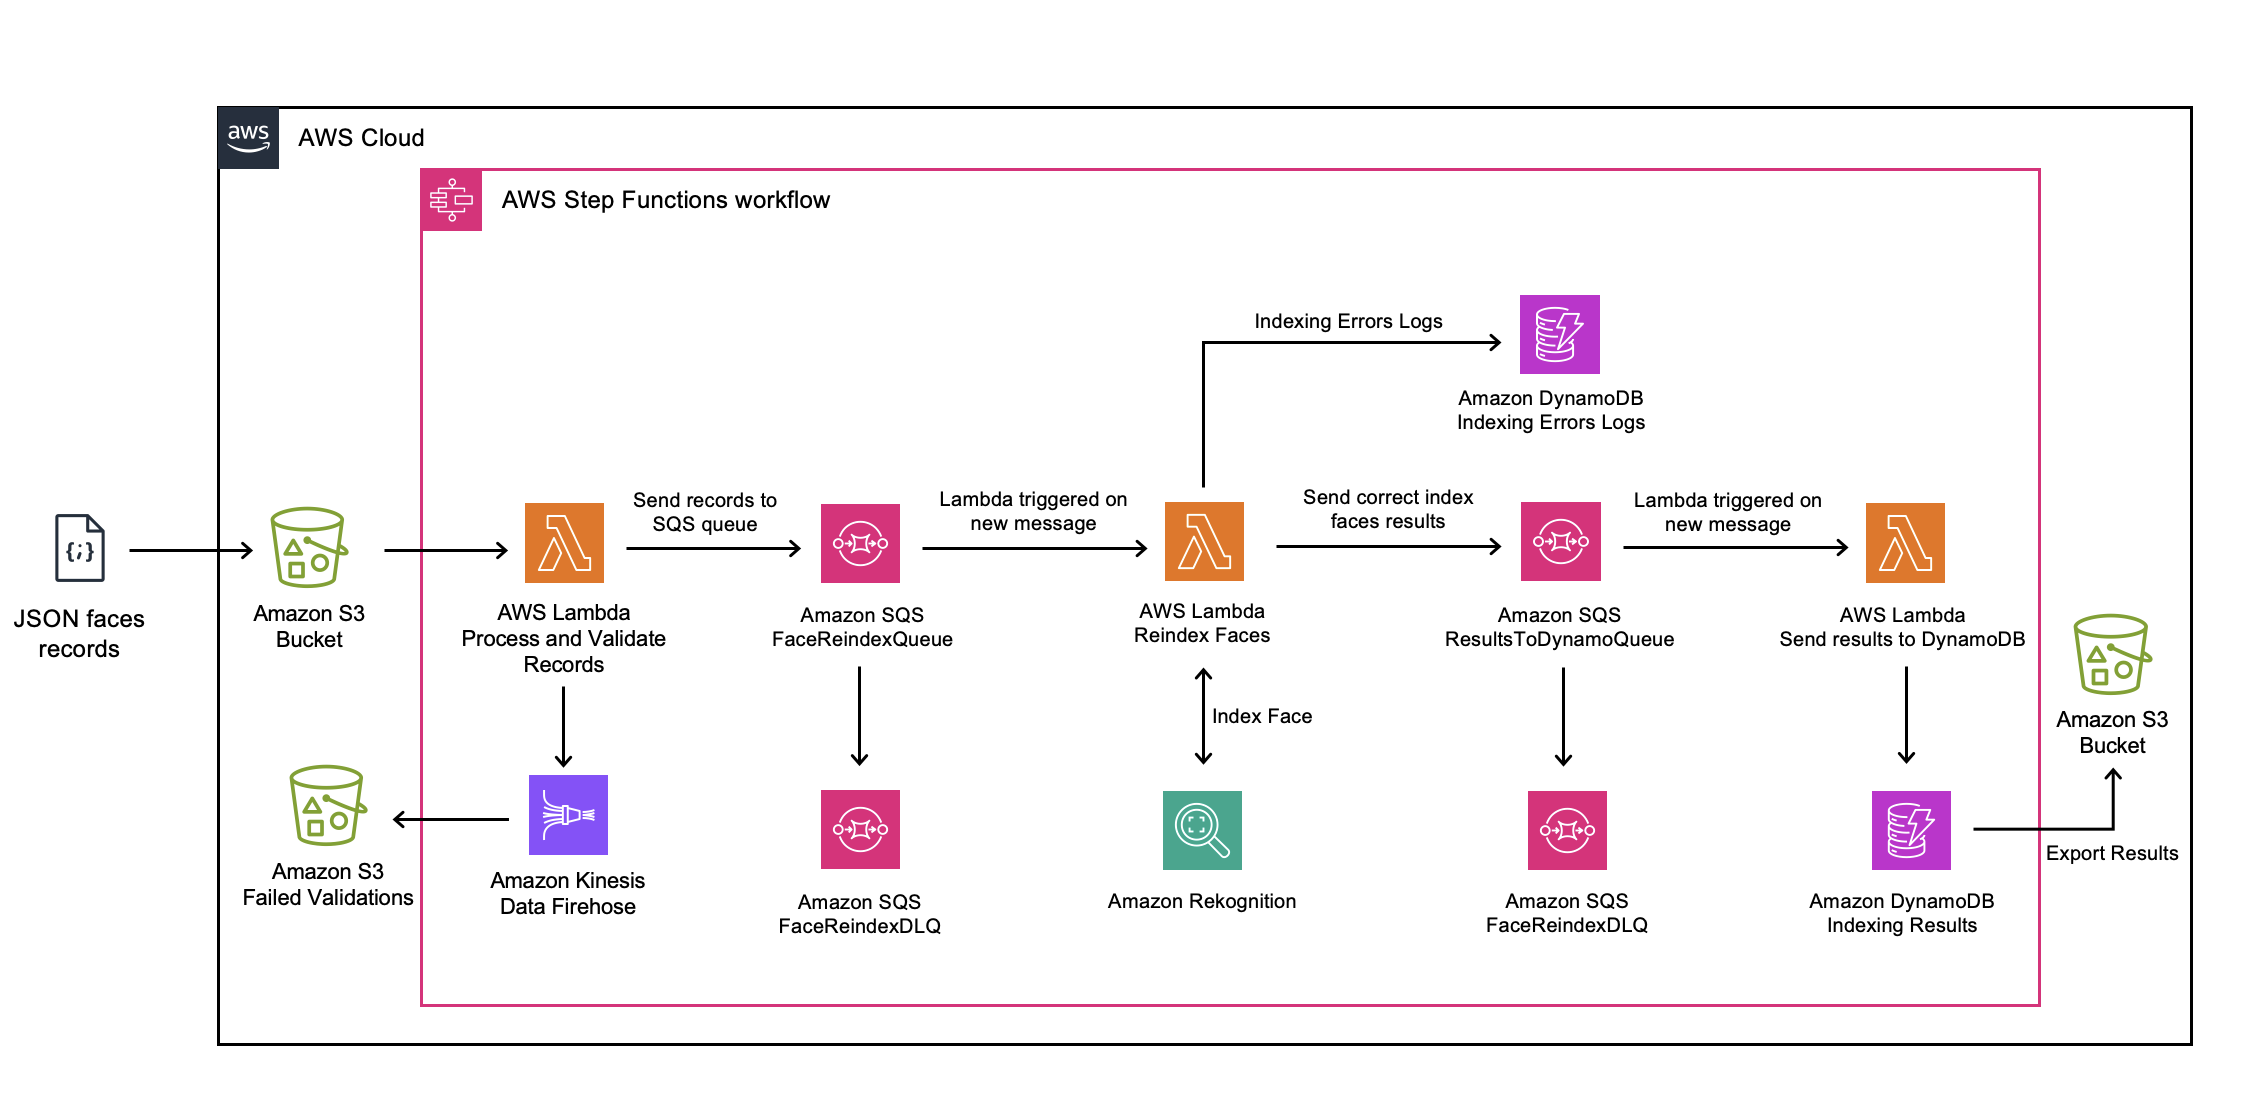 aws
AWS Cloud
AWS Step Functions workflow
Indexing Errors Logs
Amazon DynamoDB
Indexing Errors Logs
{;}
JSON faces
records
Amazon S3
Bucket
AWS Lambda
Process and Validate
Records
Send records to
SQS queue
Amazon SQS
FaceReindexQueue
Lambda triggered on
new message
AWS Lambda
Reindex Faces
Send correct index
faces results
Amazon SQS
ResultsToDynamoQueue
Lambda triggered on
new message
AWS Lambda
Send results to DynamoDB
Amazon S3
Bucket
Index Face
Amazon S3
Failed Validations
Amazon Kinesis
Data Firehose
Amazon SQS
FaceReindexDLQ
Amazon Rekognition
Amazon SQS
FaceReindexDLQ
Amazon DynamoDB
Indexing Results
Export Results